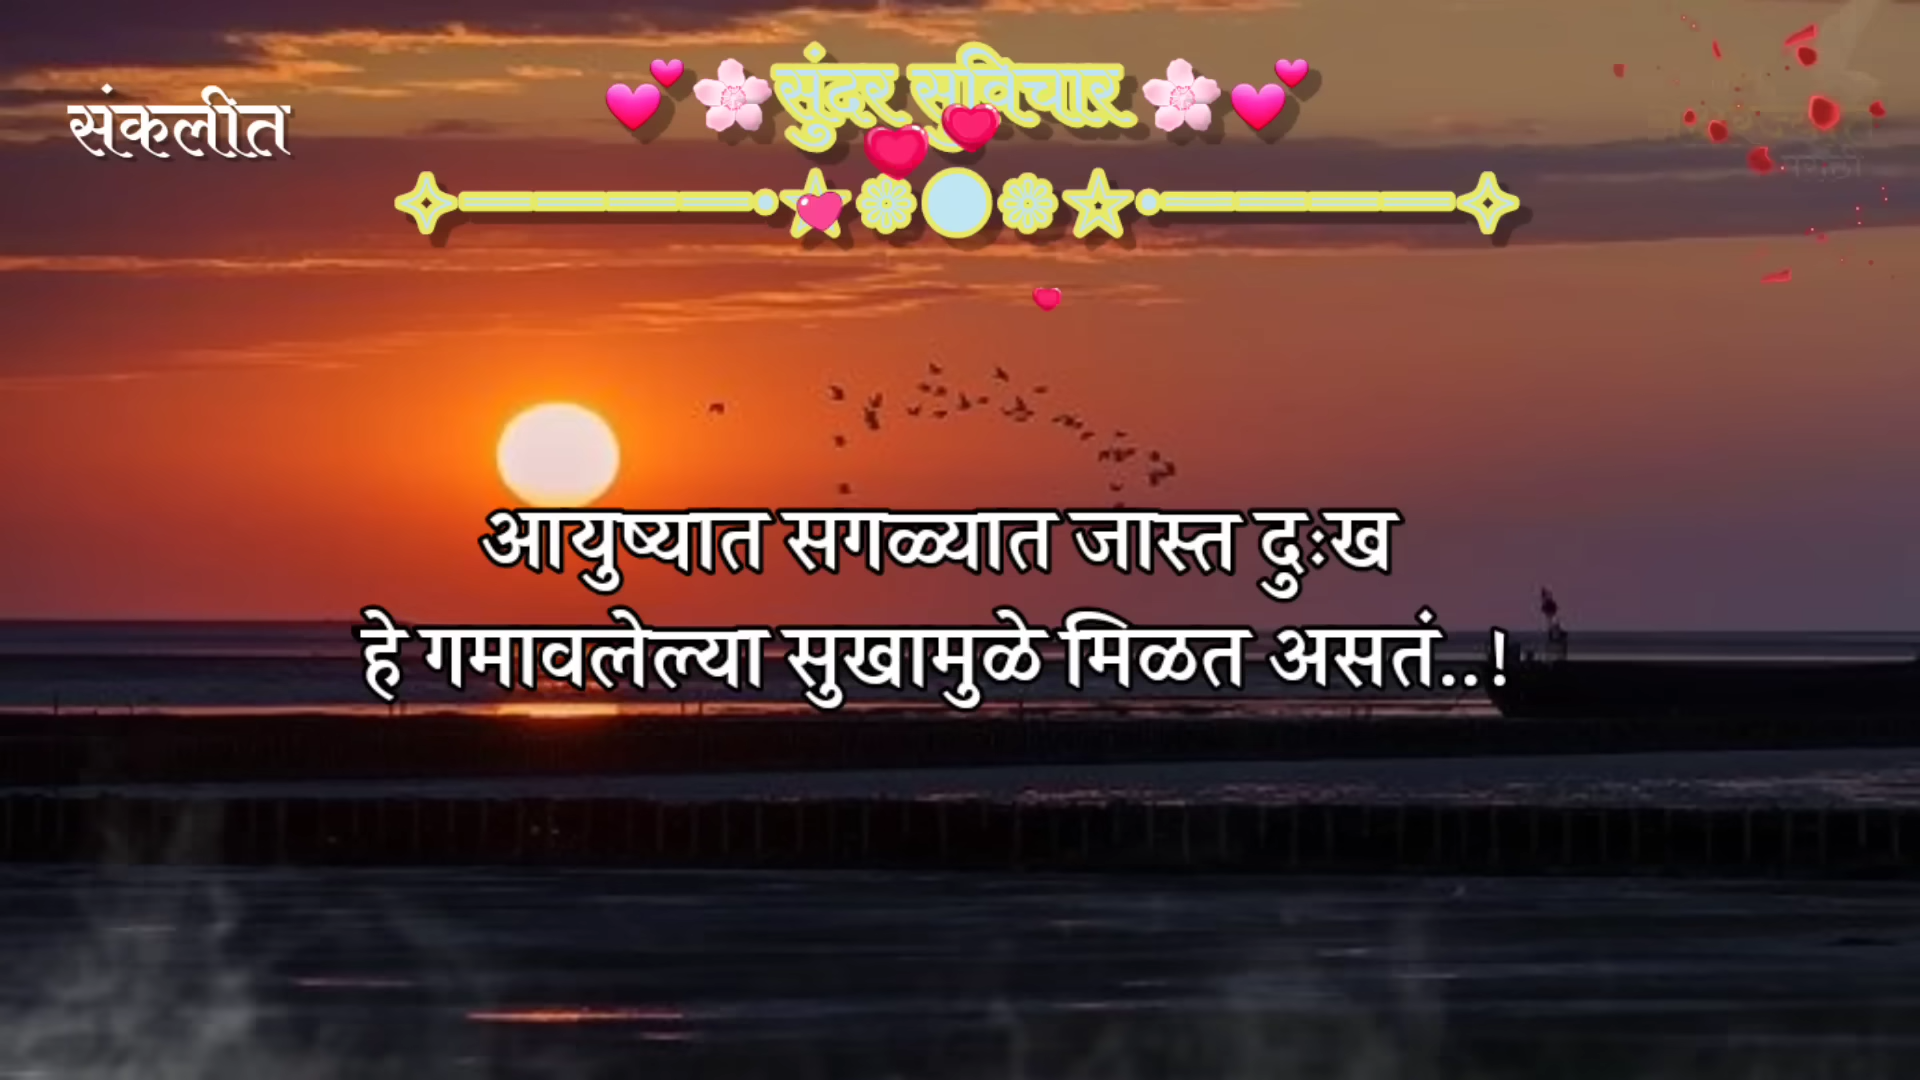 💕🌸सुंदर सुविचार 🌸💕
संकलीत
आयुष्यात सगळ्यात जास्त दुःख
हे गमावलेल्या सुखामुळे मिळत असतं..!